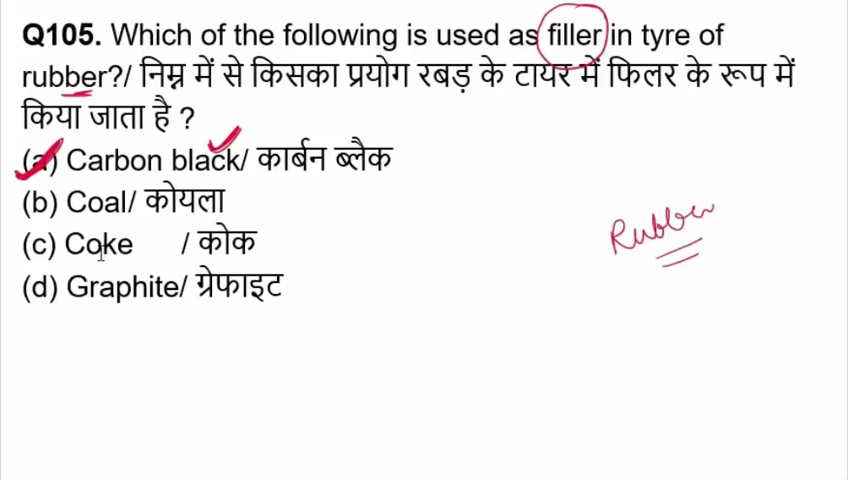 Q105. Which of the following is used as filler in tyre of
rubber?/ निम्न में से किसका प्रयोग रबड़ के टायर में फिलर के रूप में
किया जाता है ?
(a) Carbon black/ कार्बन ब्लैक
(b) Coal/ कोयला
(c) Coke / कोक
(d) Graphite/ ग्रेफाइट
Rubber